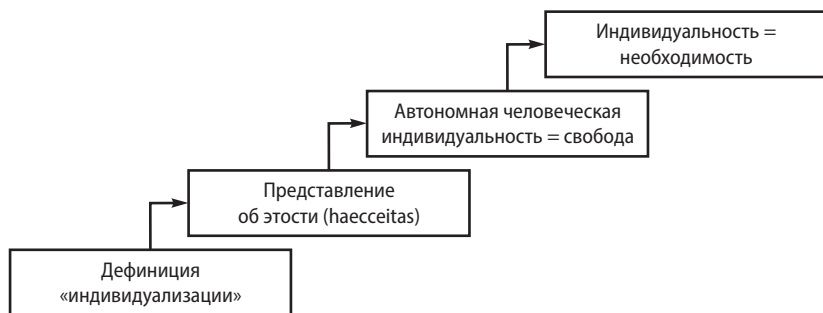 Индивидуальность =
необходимость
Автономная человеческая
индивидуальность = свобода
Представление
об этости (haecceitas)
Дефиниция
«индивидуализации»